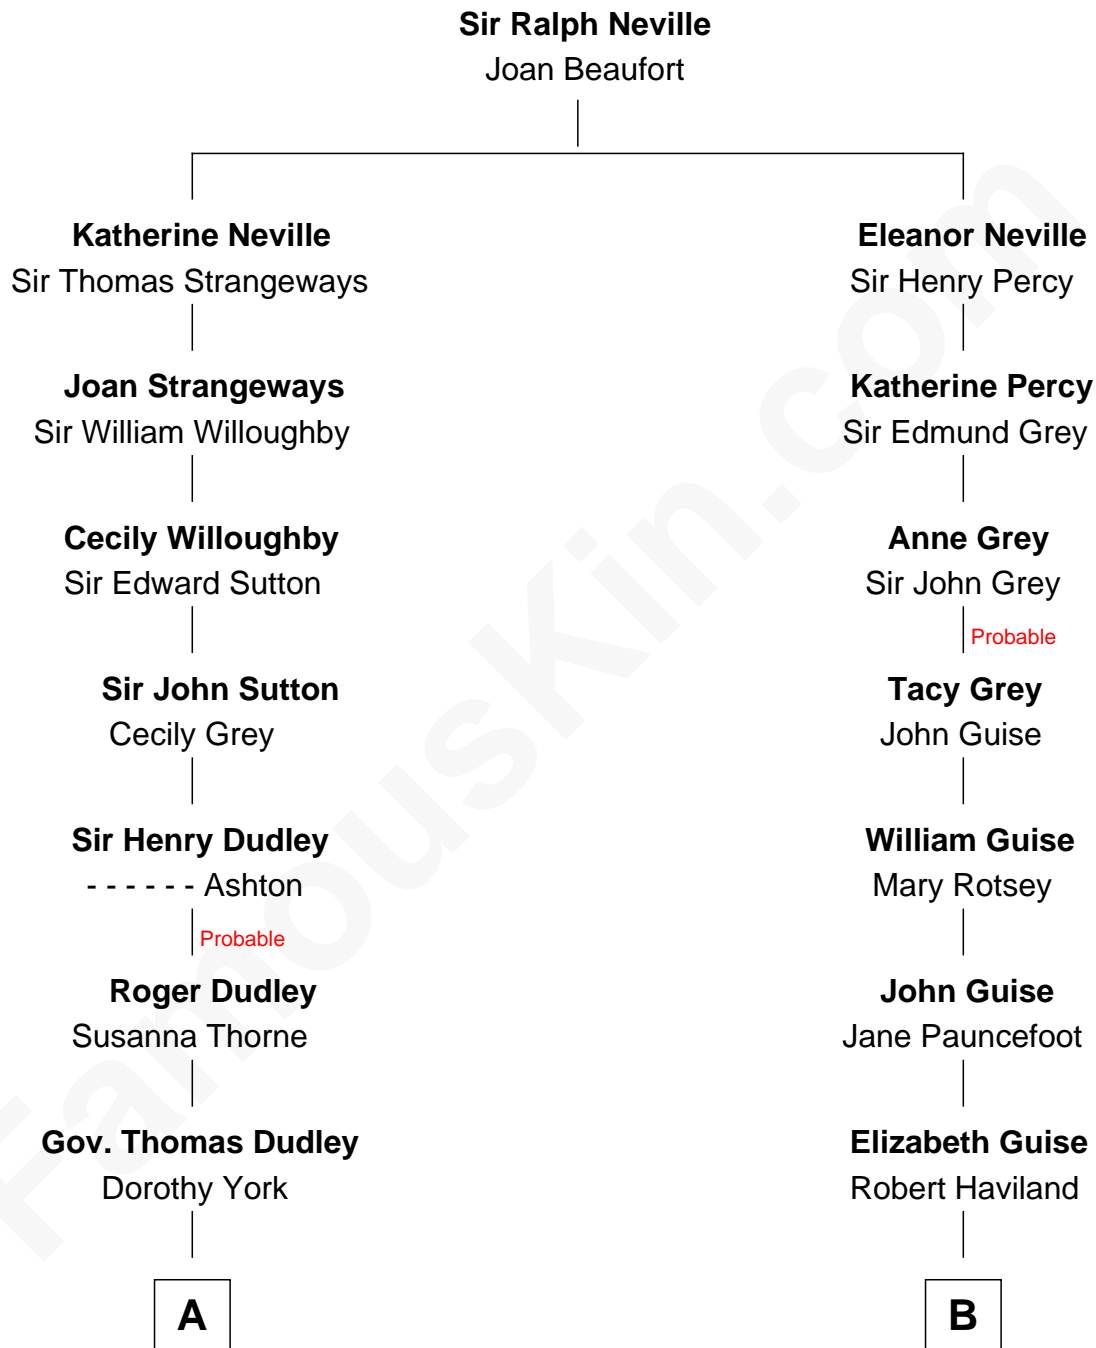 Sir Ralph Neville
Joan Beaufort
Katherine Neville
Sir Thomas Strangeways
Eleanor Neville
Sir Henry Percy
Joan Strangeways
Sir William Willoughby
Katherine Percy
Sir Edmund Grey
Cecily Willoughby
Sir Edward Sutton
Anne Grey
Sir John Grey
Probable
Sir John Sutton
Cecily Grey
Tacy Grey
John Guise
Sir Henry Dudley
- - - - - - Ashton
Probable
William Guise
Mary Rotsey
Roger Dudley
Susanna Thorne
John Guise
Jane Pauncefoot
Gov. Thomas Dudley
Dorothy York
Elizabeth Guise
Robert Haviland
A
B
FamousKin.com